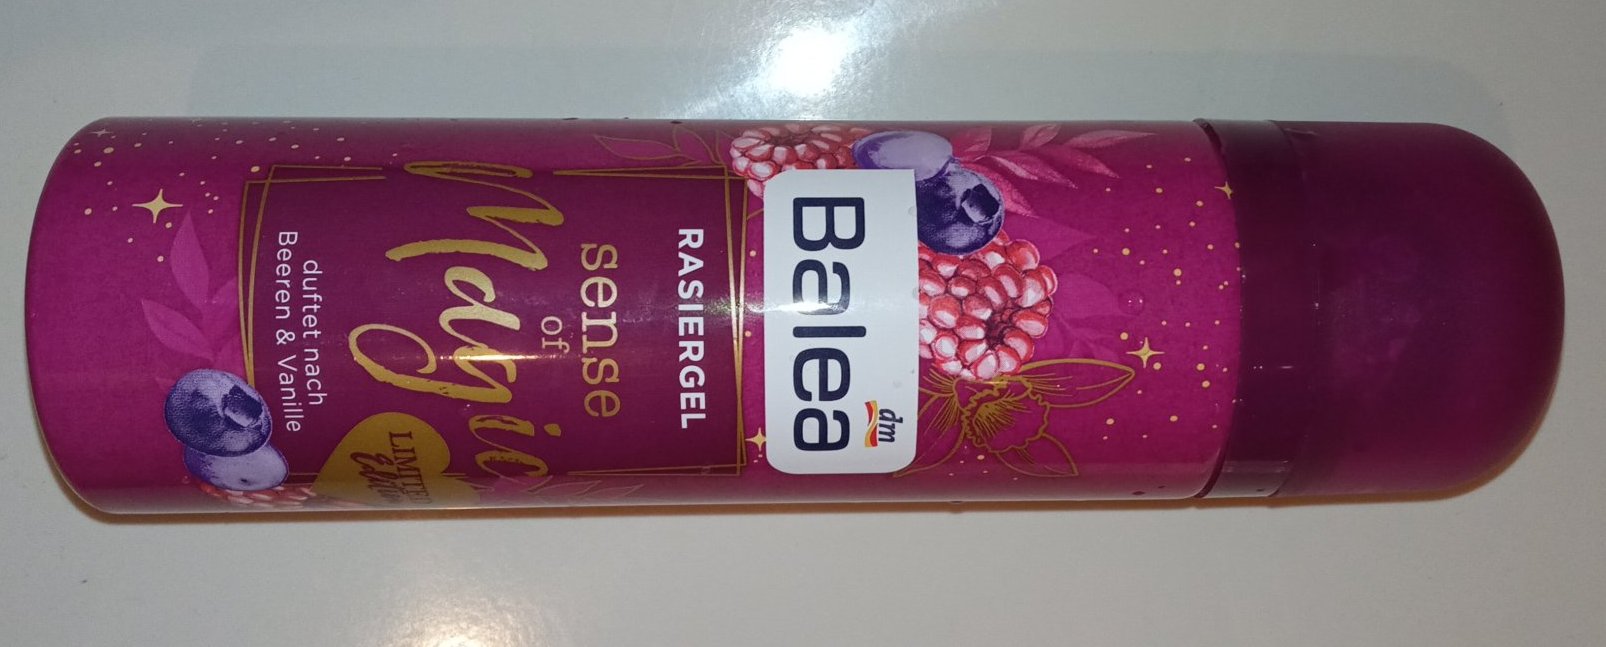 Balea
dm
RASIERGEL
sense
of
Magic
duftet nach
Beeren & Vanille
LIMITED
Edition